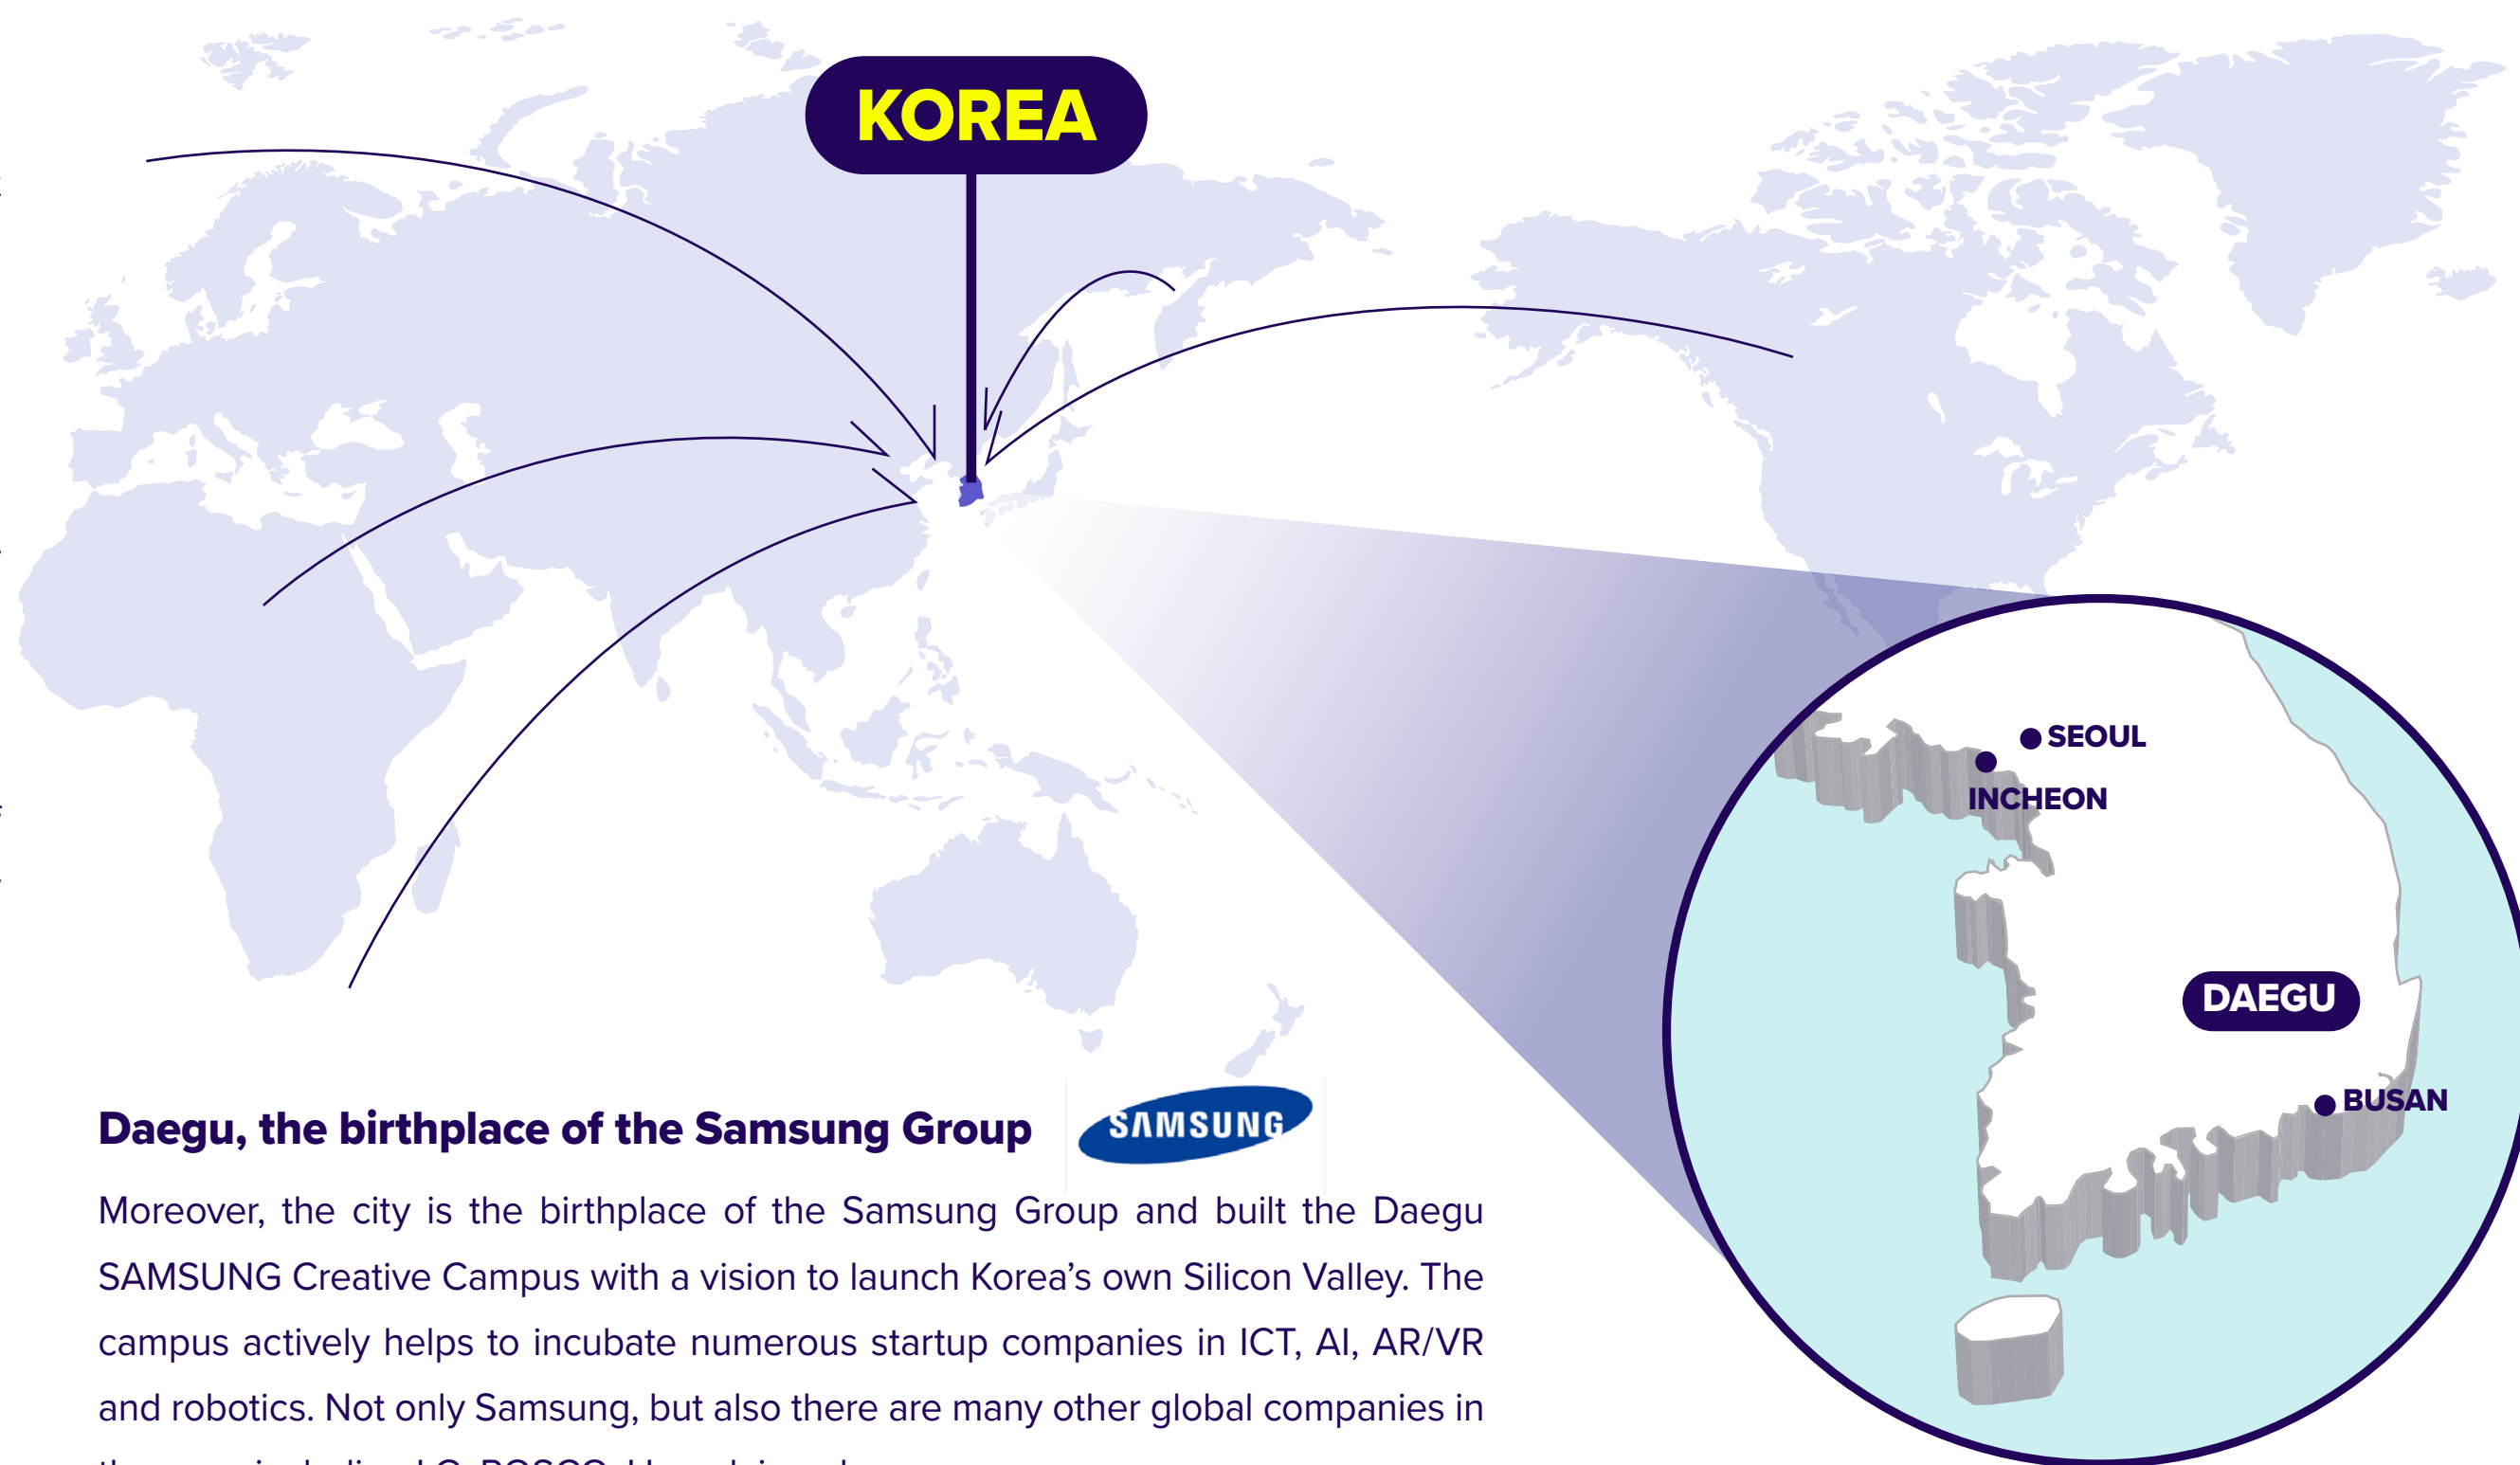 KOREA
SEOUL
INCHEON
DAEGU
BUSAN
Daegu, the birthplace of the Samsung Group
SAMSUNG
Moreover, the city is the birthplace of the Samsung Group and built the Daegu
SAMSUNG Creative Campus with a vision to launch Korea’s own Silicon Valley. The
campus actively helps to incubate numerous startup companies in ICT, AI, AR/VR
and robotics. Not only Samsung, but also there are many other global companies in